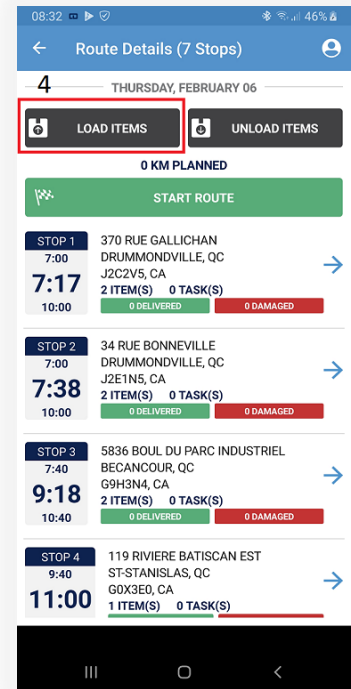 08:32 46%
Route Details (7 Stops)
4 THURSDAY, FEBRUARY 06
LOAD ITEMS UNLOAD ITEMS
0 KM PLANNED
START ROUTE
STOP 1
7:00
7:17
10:00
370 RUE GALLICHAN
DRUMMONDVILLE, QC
J2C2V5, CA
2 ITEM(S) 0 TASK(S)
0 DELIVERED 0 DAMAGED
STOP 2
7:00
7:38
10:00
34 RUE BONNEVILLE
DRUMMONDVILLE, QC
J2E1N5, CA
2 ITEM(S) 0 TASK(S)
0 DELIVERED 0 DAMAGED
STOP 3
7:40
9:18
10:40
5836 BOUL DU PARC INDUSTRIEL
BECANCOUR, QC
G9H3N4, CA
2 ITEM(S) 0 TASK(S)
0 DELIVERED 0 DAMAGED
STOP 4
9:40
11:00
119 RIVIERE BATISCAN EST
ST-STANISLAS, QC
G0X3E0, CA
1 ITEM(S) 0 TASK(S)